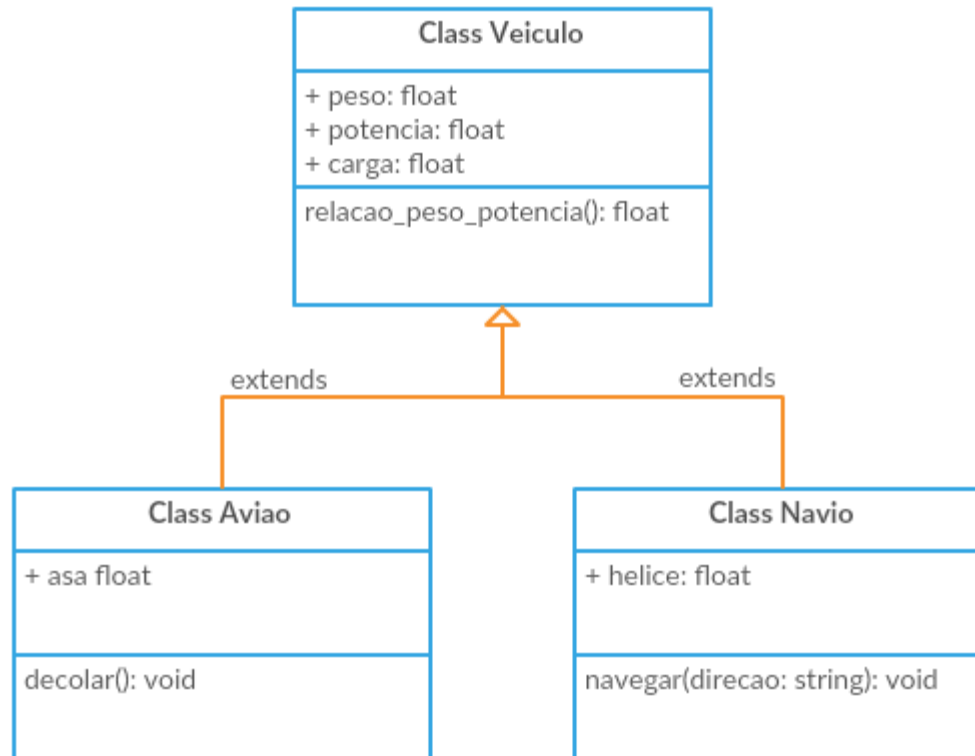 Class Veiculo
+ peso: float
+ potencia: float
+ carga: float
relacao_peso_potencia(): float
extends
extends
Class Aviao
+ asa float
decolar(): void
Class Navio
+ helice: float
navegar(direcao: string): void